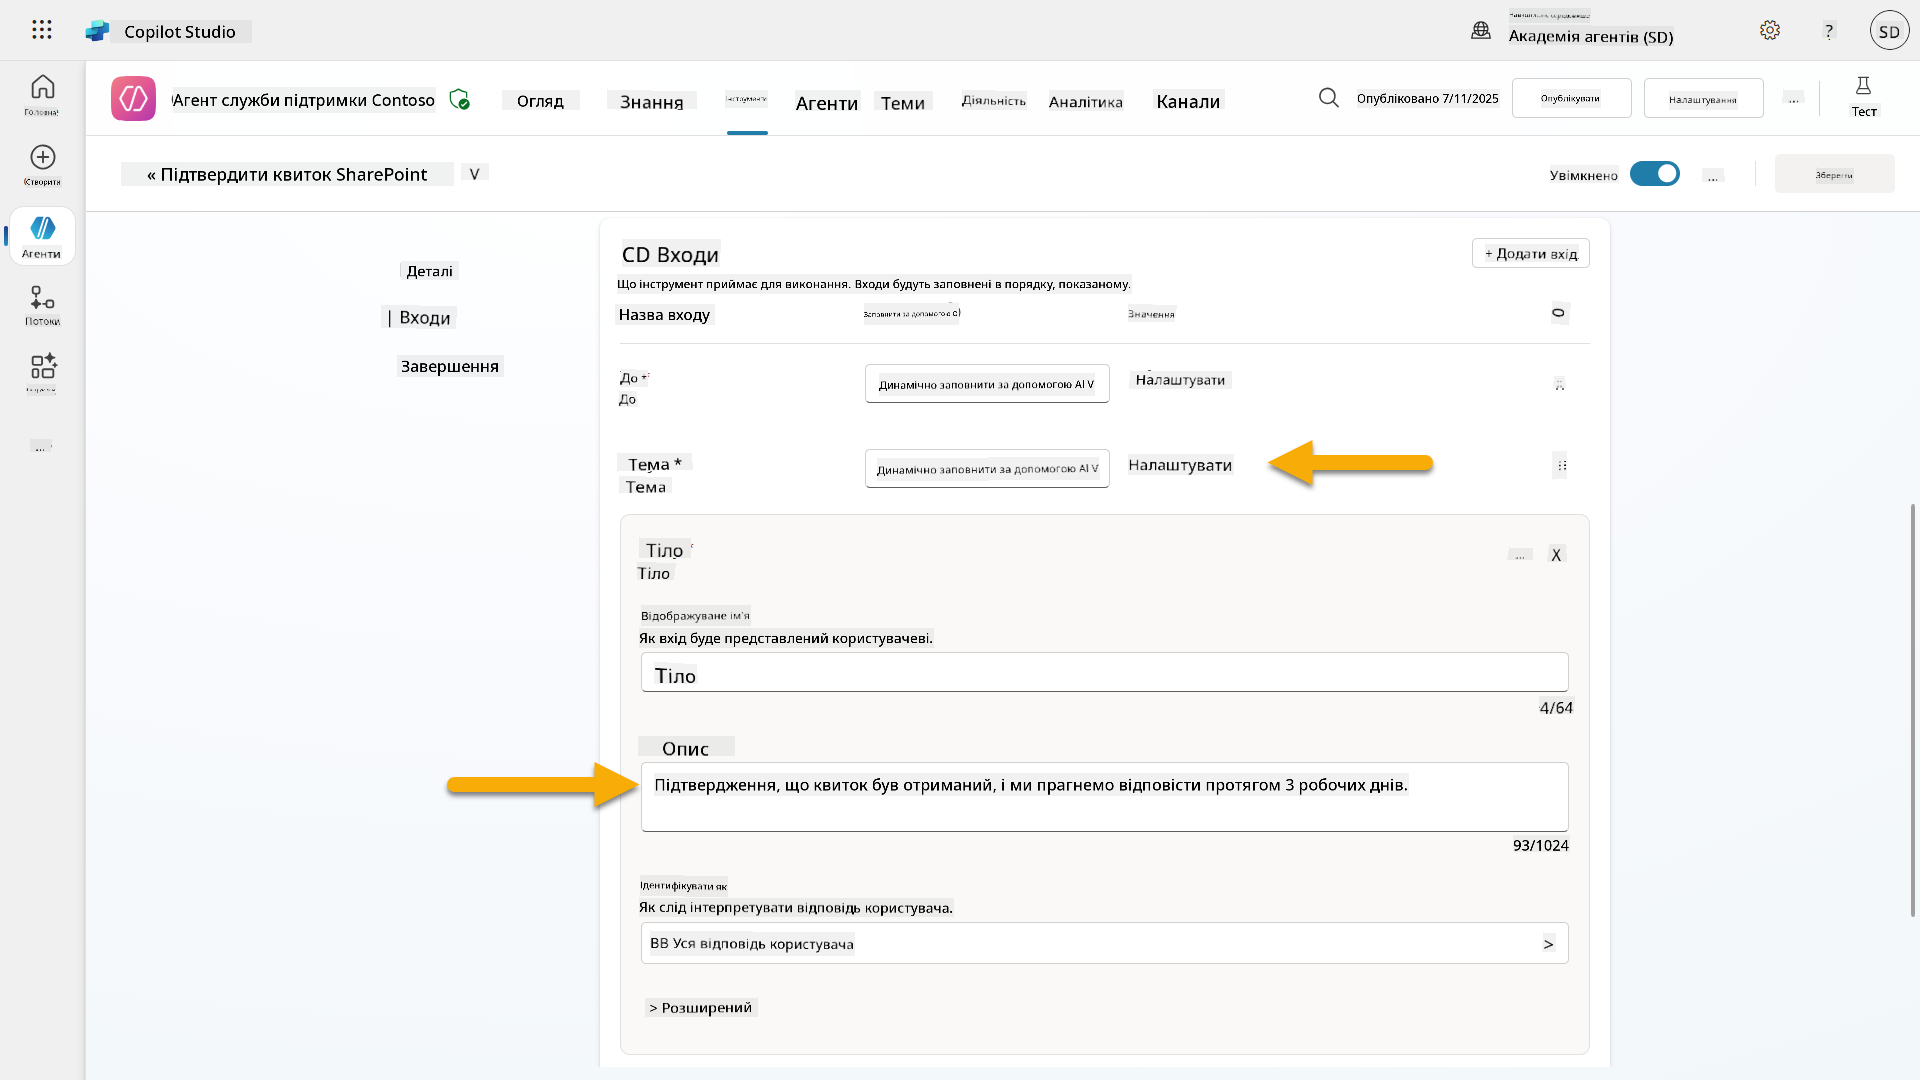 Copilot Studio
Академія агентів (SD)
?
SD
Головна
Агент служби підтримки Contoso
Огляд
Знання
Інструменти
Агенти
Теми
Діяльність
Аналітика
Канали
Опубліковано 7/11/2025
Опублікувати
Налаштування
...
Тест
Створити
« Підтвердити квиток SharePoint
V
Увімкнено
...
Зберегти
Агенти
Потоки
...
Деталі
| Входи
Завершення
CD Входи
+ Додати вхід
Що інструмент приймає для виконання. Входи будуть заповнені в порядку, показаному.
Назва входу
Заповнити за допомогою
Значення
До *
До
Динамічно заповнити за допомогою AI V
Налаштувати
Тема *
Тема
Динамічно заповнити за допомогою AI V
Налаштувати
Тіло *
Тіло
...
X
Відображуване ім'я
Як вхід буде представлений користувачеві.
Тіло
4/64
Опис
Підтвердження, що квиток був отриманий, і ми прагнемо відповісти протягом 3 робочих днів.
93/1024
Ідентифікувати як
Як слід інтерпретувати відповідь користувача.
BB Уся відповідь користувача
>
> Розширений